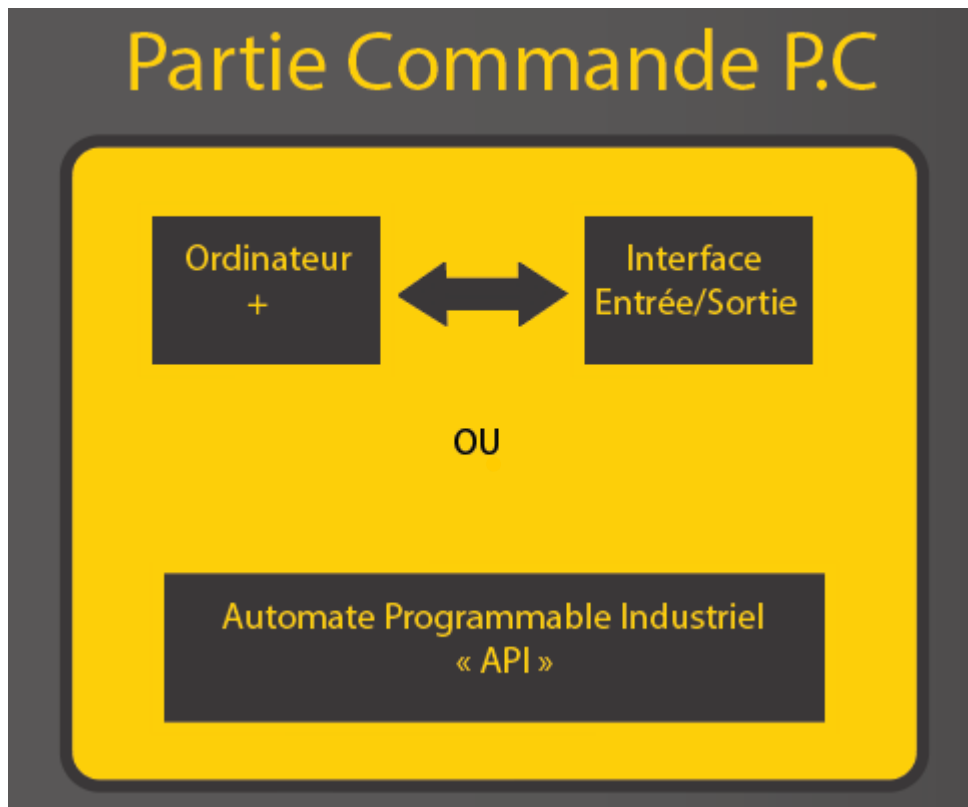 Partie Commande P.C
Ordinateur
+
Interface
Entrée/Sortie
OU
Automate Programmable Industriel
« API »